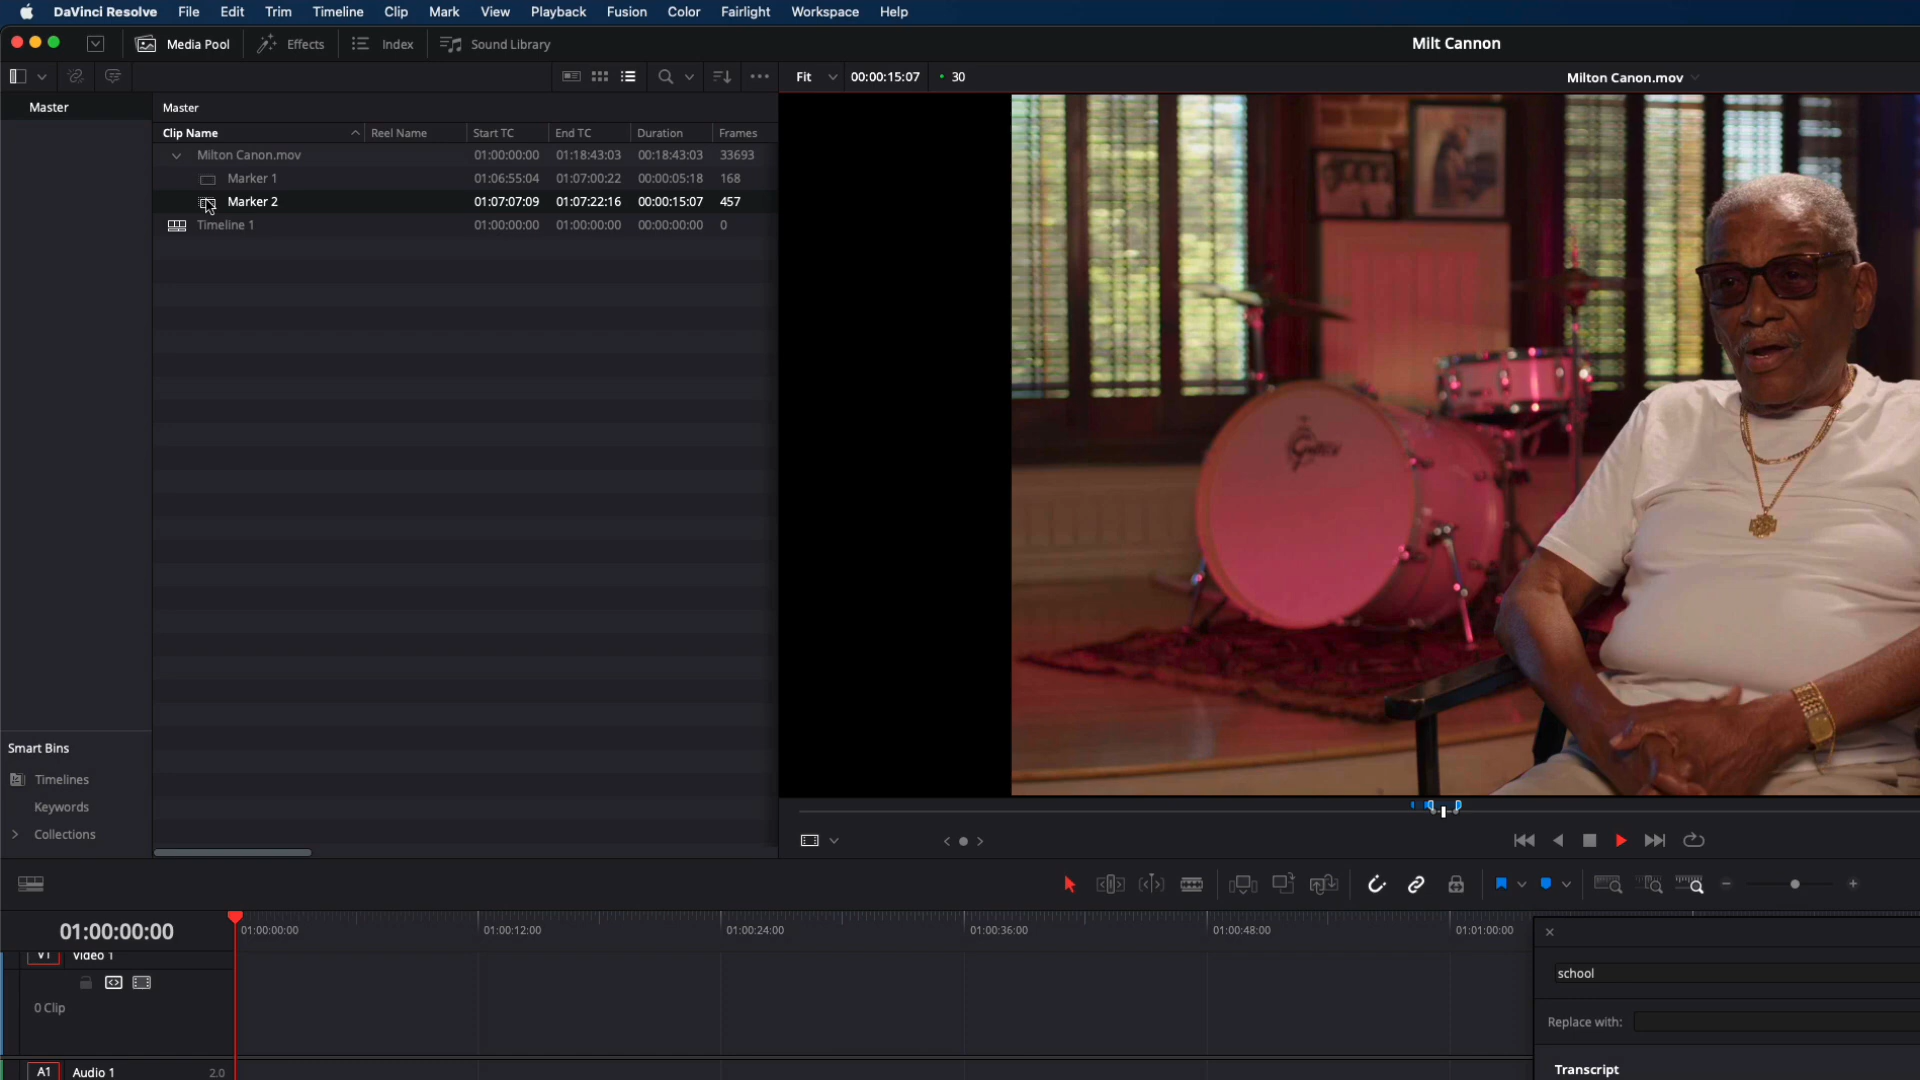 DaVinci Resolve File Edit Trim Timeline Clip Mark View Playback Fusion Color Fairlight Workspace Help
Media Pool Effects Index Sound Library Milt Cannon
Fit 00:00:15:07 30 Milton Canon.mov
Master Master
Clip Name Reel Name Start TC End TC Duration Frames
Milton Canon.mov 01:00:00:00 01:18:43:03 00:18:43:03 33693
Marker 1 01:06:55:04 01:07:00:22 00:00:05:18 168
Marker 2 01:07:07:09 01:07:22:16 00:00:15:07 457
Timeline 1 01:00:00:00 01:00:00:00 00:00:00:00 0
Gretsch
Smart Bins
Timelines
Keywords
Collections
01:00:00:00 01:00:00:00 01:00:12:00 01:00:24:00 01:00:36:00 01:00:48:00 01:01:00:00
V1 Video 1
school
0 Clip
Replace with:
Transcript
A1 Audio 1 2.0